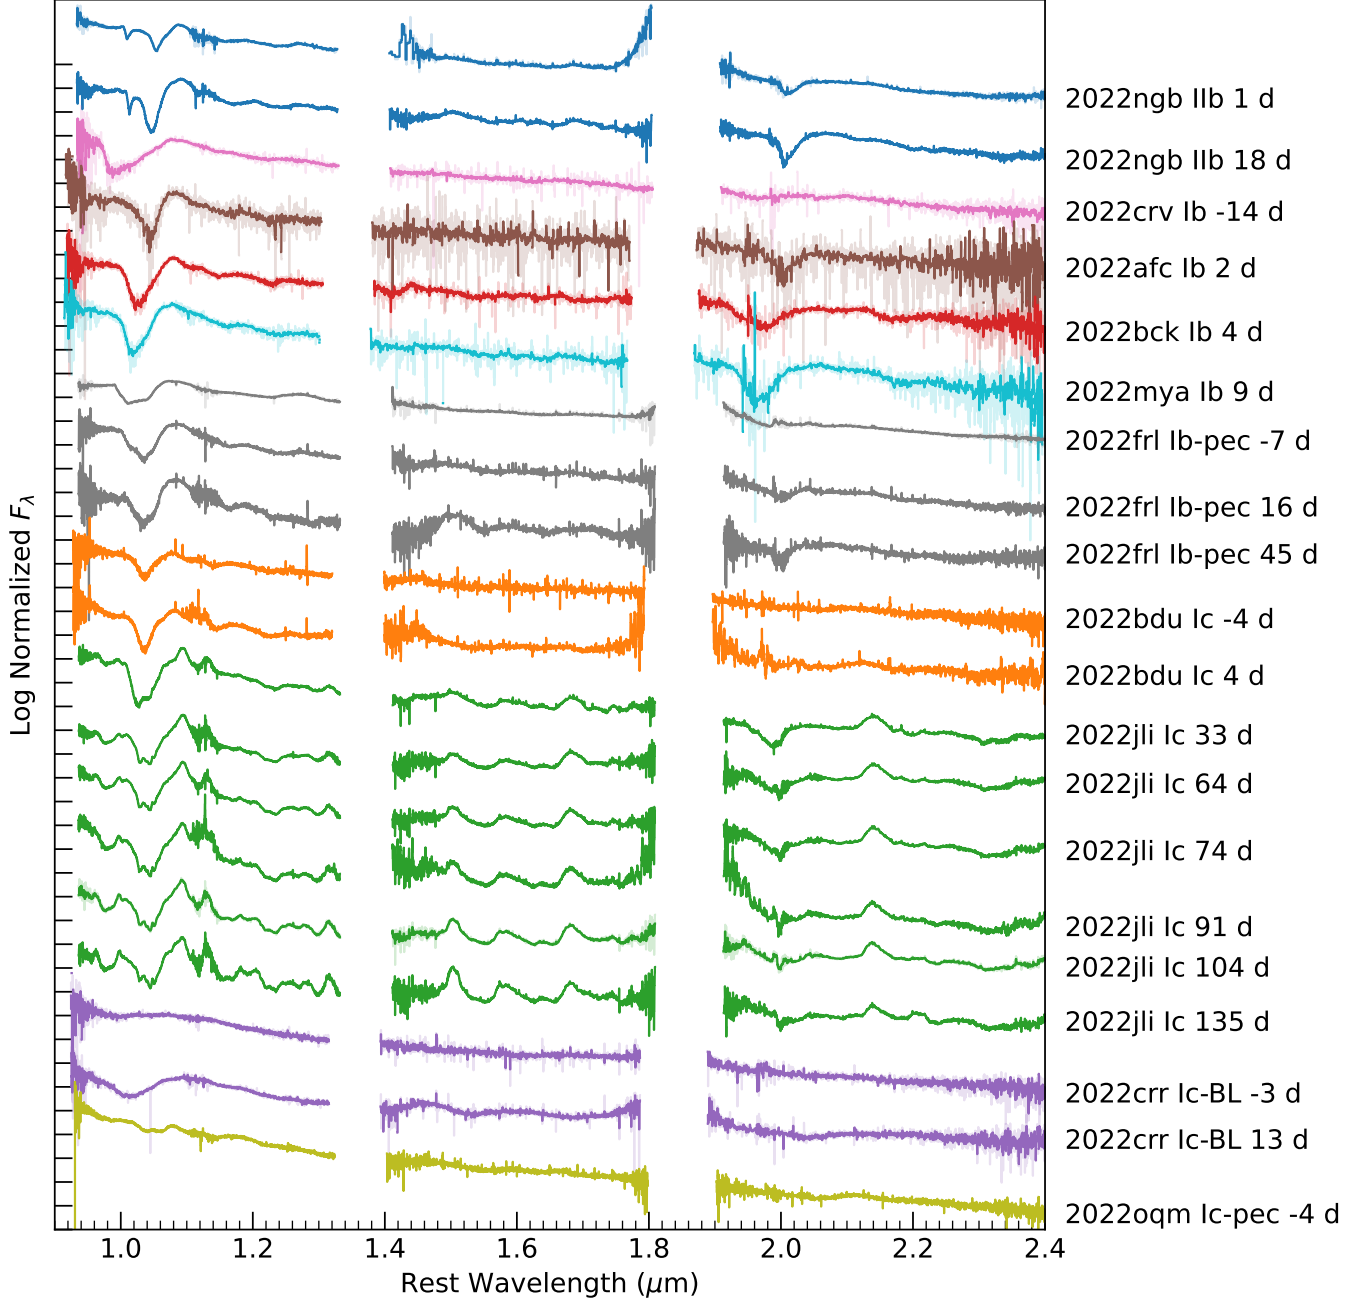 2022ngb IIb 1 d
2022ngb IIb 18 d
2022crv Ib -14 d
2022afc Ib 2 d
2022bck Ib 4 d
2022mya Ib 9 d
2022frl Ib-pec -7 d
2022frl Ib-pec 16 d
2022frl Ib-pec 45 d
2022bdu Ic -4 d
2022bdu Ic 4 d
2022jli Ic 33 d
2022jli Ic 64 d
2022jli Ic 74 d
2022jli Ic 91 d
2022jli Ic 104 d
2022jli Ic 135 d
2022crr Ic-BL -3 d
2022crr Ic-BL 13 d
2022oqm Ic-pec -4 d
Log Normalized Fλ
1.0 1.2 1.4 1.6 1.8 2.0 2.2 2.4
Rest Wavelength (μm)